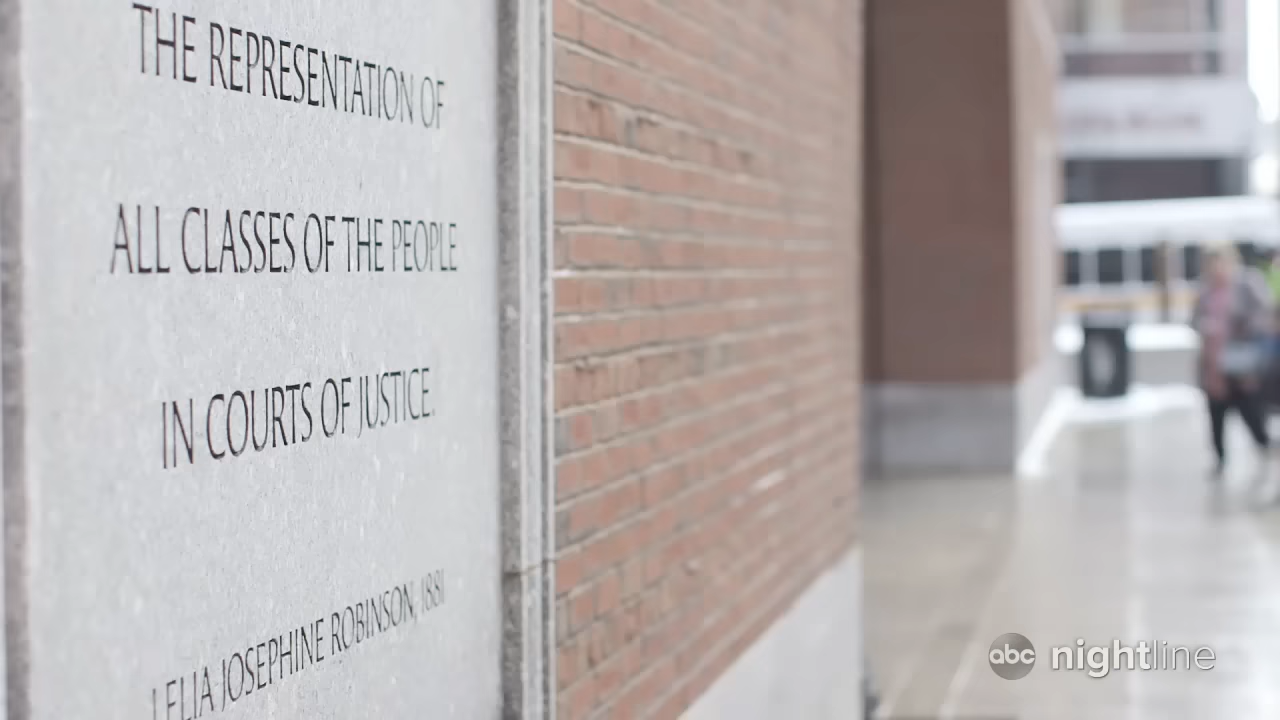 THE REPRESENTATION OF
ALL CLASSES OF THE PEOPLE
IN COURTS OF JUSTICE.
LELIA JOSEPHINE ROBINSON, 1881
abc nightline